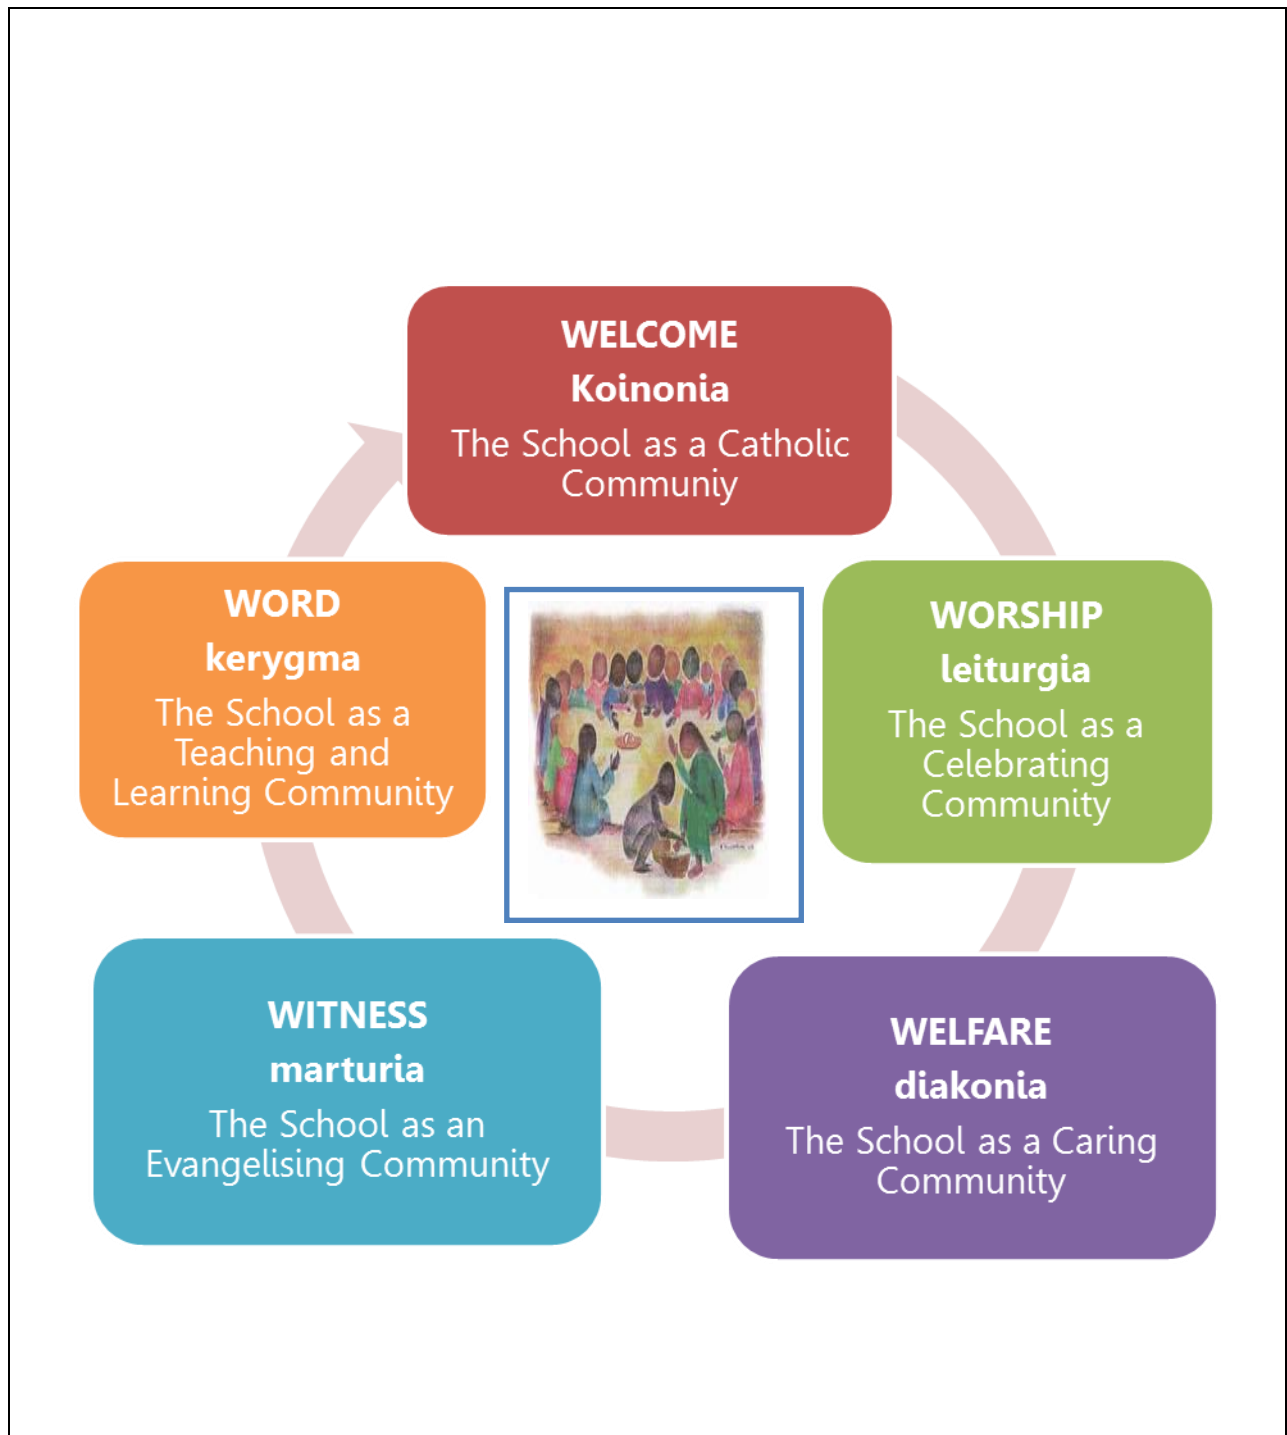 WELCOME
Koinonia
The School as a Catholic
Communiy
WORSHIP
leiturgia
The School as a
Celebrating
Community
WELFARE
diakonia
The School as a Caring
Community
WITNESS
marturia
The School as an
Evangelising Community
WORD
kerygma
The School as a
Teaching and
Learning Community